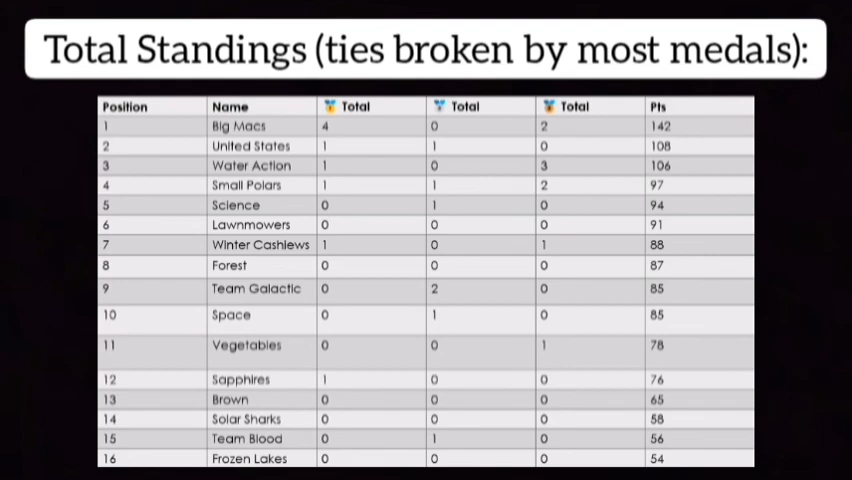 Total Standings (ties broken by most medals):
Position Name 🥇 Total 🥈 Total 🥉 Total Pts
1 Big Macs 4 0 2 142
2 United States 1 1 0 108
3 Water Action 1 0 3 106
4 Small Polars 1 1 2 97
5 Science 0 1 0 94
6 Lawnmowers 0 0 0 91
7 Winter Cashews 1 0 1 88
8 Forest 0 0 0 87
9 Team Galactic 0 2 0 85
10 Space 0 1 0 85
11 Vegetables 0 0 1 78
12 Sapphires 1 0 0 76
13 Brown 0 0 0 65
14 Solar Sharks 0 0 0 58
15 Team Blood 0 1 0 56
16 Frozen Lakes 0 0 0 54